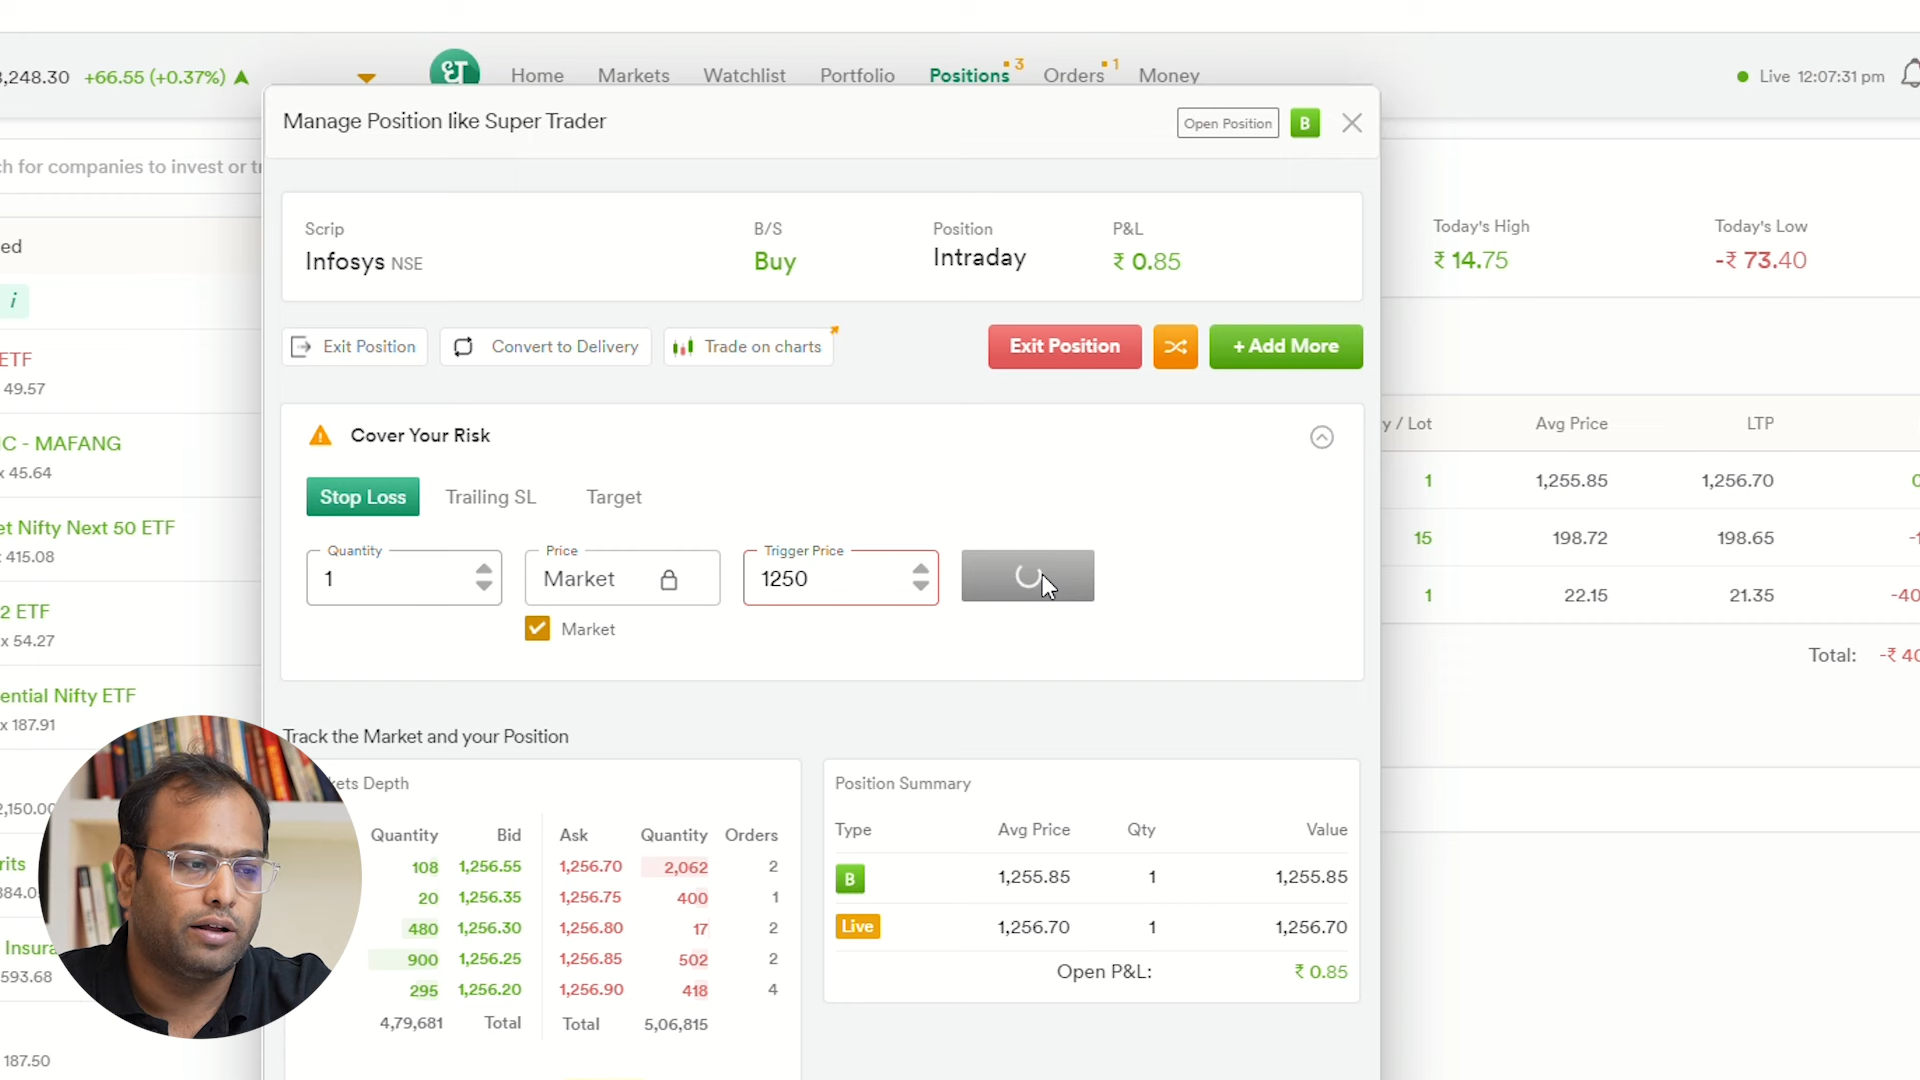 ,248.30 +66.55 (+0.37%)
ध
Home Markets Watchlist Portfolio Positions 3 Orders 1 Money
Live 12:07:31 pm
Manage Position like Super Trader
Open Position B
ch for companies to invest or t
Scrip B/S Position P&L
Infosys NSE Buy Intraday ₹ 0.85
Today's High Today's Low
₹ 14.75 -₹ 73.40
ed
i
Exit Position Convert to Delivery Trade on charts Exit Position + Add More
ETF
49.57
Cover Your Risk
y / Lot Avg Price LTP
C - MAFANG
x 45.64
Stop Loss Trailing SL Target
1 1,255.85 1,256.70
et Nifty Next 50 ETF
415.08
15 198.72 198.65 -1
Quantity Price Trigger Price
1 Market 1250
1 22.15 21.35 -40
2 ETF
x 54.27
Market
Total: -₹ 40
ential Nifty ETF
x 187.91
Track the Market and your Position
kets Depth
Position Summary
2,150.00
Quantity Bid Ask Quantity Orders
108 1,256.55 1,256.70 2,062 2
20 1,256.35 1,256.75 400 1
480 1,256.30 1,256.80 17 2
900 1,256.25 1,256.85 502 2
295 1,256.20 1,256.90 418 4
4,79,681 Total Total 5,06,815
Type Avg Price Qty Value
B 1,255.85 1 1,255.85
Live 1,256.70 1 1,256.70
Open P&L: ₹ 0.85
rits
384.0
Insura
593.68
187.50